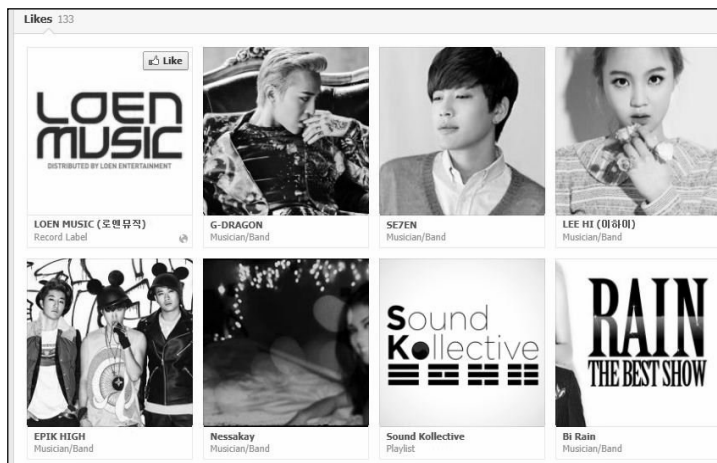 Likes 133
Like
LOEN
MUSIC
DISTRIBUTED BY LOEN ENTERTAINMENT
LOEN MUSIC (로엔뮤직)
Record Label
G-DRAGON
Musician/Band
SE7EN
Musician/Band
LEE HI (이하이)
Musician/Band
Sound
Kollective
RAIN
THE BEST SHOW
EPIK HIGH
Musician/Band
Nessakay
Musician/Band
Sound Kollective
Playlist
Bi Rain
Musician/Band